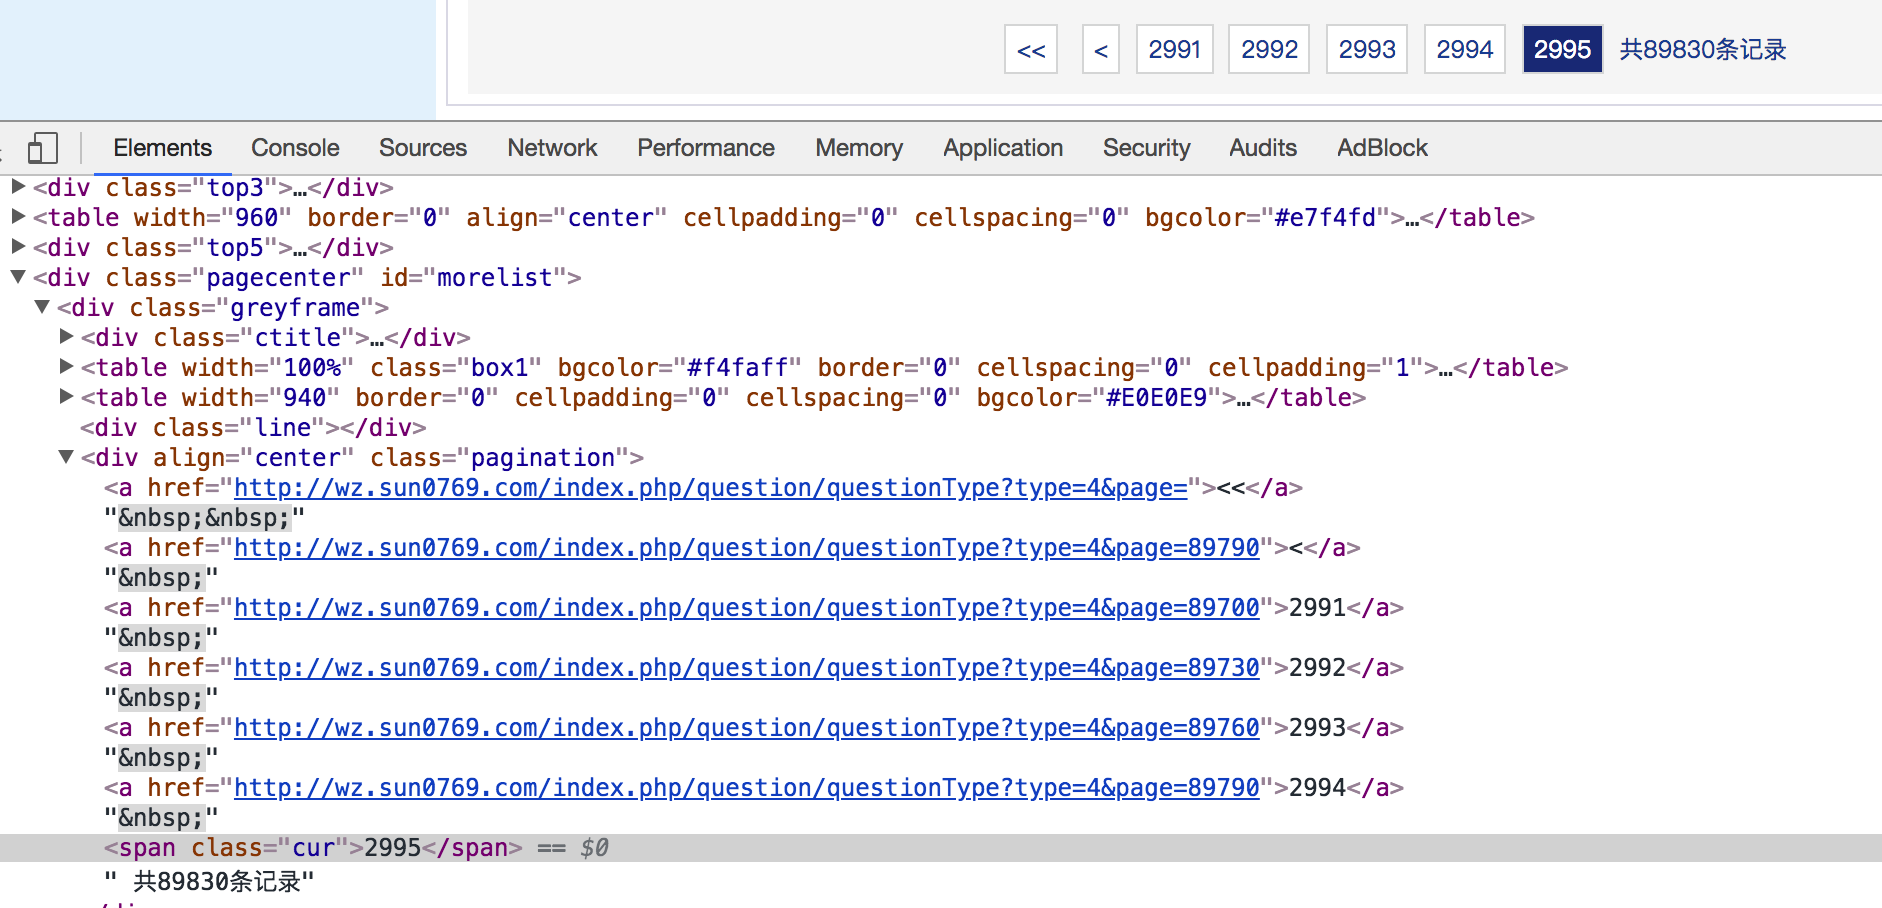 << < 2991 2992 2993 2994 2995 共89830条记录
Elements Console Sources Network Performance Memory Application Security Audits AdBlock
<div class="top3">…</div>
<table width="960" border="0" align="center" cellpadding="0" cellspacing="0" bgcolor="#e7f4fd">…</table>
<div class="top5">…</div>
<div class="pagecenter" id="morelist">
<div class="greyframe">
<div class="ctitle">…</div>
<table width="100%" class="box1" bgcolor="#f4faff" border="0" cellspacing="0" cellpadding="1">…</table>
<table width="940" border="0" cellpadding="0" cellspacing="0" bgcolor="#E0E0E9">…</table>
<div class="line"></div>
<div align="center" class="pagination">
<a href="http://wz.sun0769.com/index.php/question/questionType?type=4&page="><<</a>
"&nbsp;&nbsp;"
<a href="http://wz.sun0769.com/index.php/question/questionType?type=4&page=89790"><</a>
"&nbsp;"
<a href="http://wz.sun0769.com/index.php/question/questionType?type=4&page=89700">2991</a>
"&nbsp;"
<a href="http://wz.sun0769.com/index.php/question/questionType?type=4&page=89730">2992</a>
"&nbsp;"
<a href="http://wz.sun0769.com/index.php/question/questionType?type=4&page=89760">2993</a>
"&nbsp;"
<a href="http://wz.sun0769.com/index.php/question/questionType?type=4&page=89790">2994</a>
"&nbsp;"
<span class="cur">2995</span> == $0
" 共89830条记录"